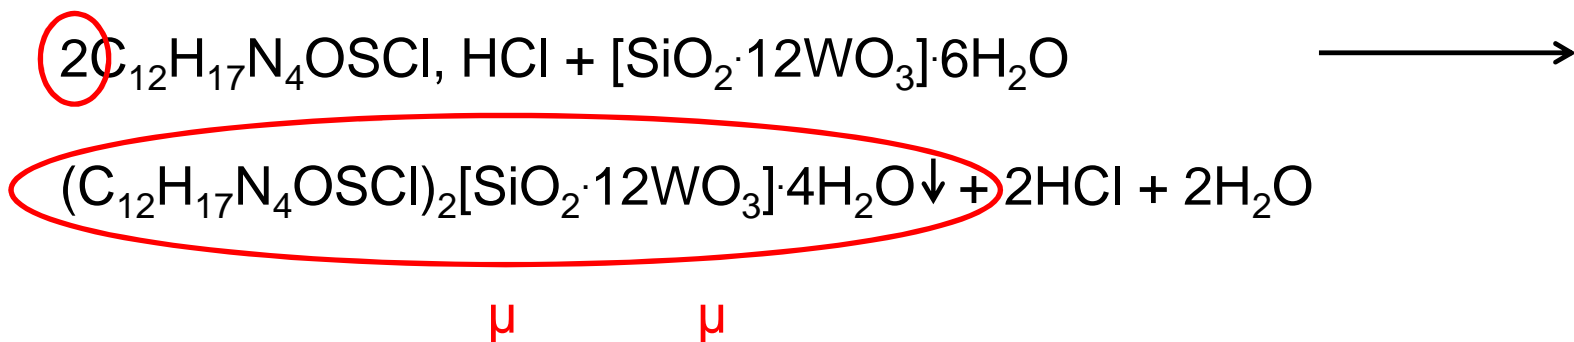 2C₁₂H₁₇N₄OSCl, HCl + [SiO₂·12WO₃]·6H₂O ⟶
(C₁₂H₁₇N₄OSCl)₂[SiO₂·12WO₃]·4H₂O↓ + 2HCl + 2H₂O
μ μ